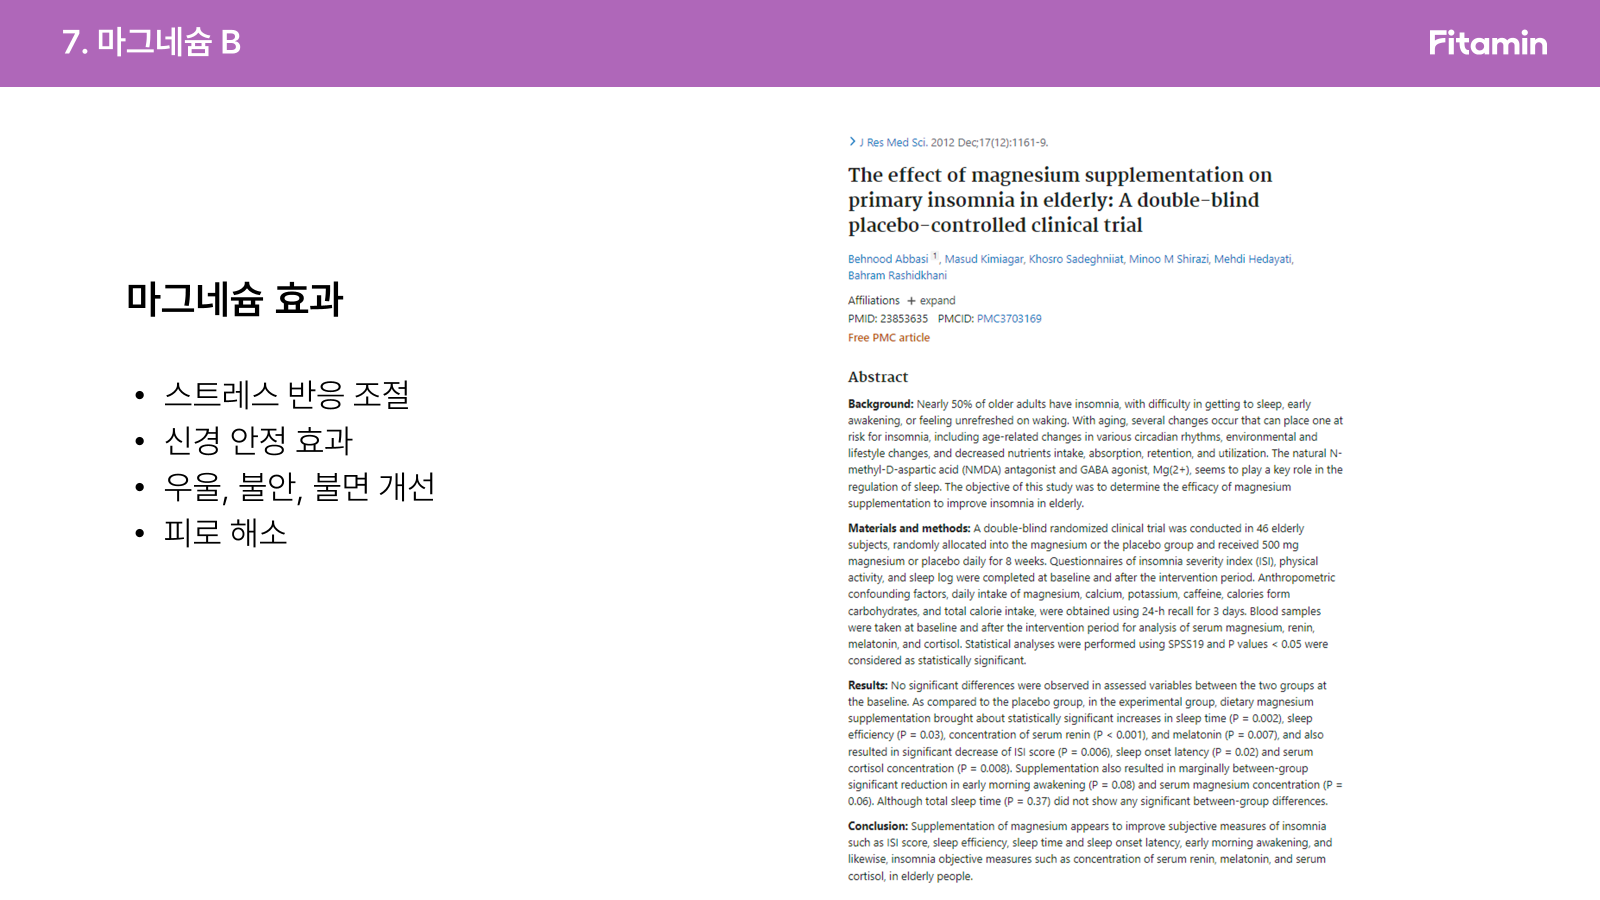 7. 마그네슘 B
Fitamin
마그네슘 효과
• 스트레스 반응 조절
• 신경 안정 효과
• 우울, 불안, 불면 개선
• 피로 해소
> J Res Med Sci. 2012 Dec;17(12):1161-9.
The effect of magnesium supplementation on
primary insomnia in elderly: A double-blind
placebo-controlled clinical trial
Behnood Abbasi 1, Masud Kimiagar, Khosro Sadeghniiat, Minoo M Shirazi, Mehdi Hedayati,
Bahram Rashidkhani
Affiliations + expand
PMID: 23853635 PMCID: PMC3703169
Free PMC article
Abstract
Background: Nearly 50% of older adults have insomnia, with difficulty in getting to sleep, early
awakening, or feeling unrefreshed on waking. With aging, several changes occur that can place one at
risk for insomnia, including age-related changes in various circadian rhythms, environmental and
lifestyle changes, and decreased nutrients intake, absorption, retention, and utilization. The natural N-
methyl-D-aspartic acid (NMDA) antagonist and GABA agonist, Mg(2+), seems to play a key role in the
regulation of sleep. The objective of this study was to determine the efficacy of magnesium
supplementation to improve insomnia in elderly.
Materials and methods: A double-blind randomized clinical trial was conducted in 46 elderly
subjects, randomly allocated into the magnesium or the placebo group and received 500 mg
magnesium or placebo daily for 8 weeks. Questionnaires of insomnia severity index (ISI), physical
activity, and sleep log were completed at baseline and after the intervention period. Anthropometric
confounding factors, daily intake of magnesium, calcium, potassium, caffeine, calories form
carbohydrates, and total calorie intake, were obtained using 24-h recall for 3 days. Blood samples
were taken at baseline and after the intervention period for analysis of serum magnesium, renin,
melatonin, and cortisol. Statistical analyses were performed using SPSS19 and P values < 0.05 were
considered as statistically significant.
Results: No significant differences were observed in assessed variables between the two groups at
the baseline. As compared to the placebo group, in the experimental group, dietary magnesium
supplementation brought about statistically significant increases in sleep time (P = 0.002), sleep
efficiency (P = 0.03), concentration of serum renin (P < 0.001), and melatonin (P = 0.007), and also
resulted in significant decrease of ISI score (P = 0.006), sleep onset latency (P = 0.02) and serum
cortisol concentration (P = 0.008). Supplementation also resulted in marginally between-group
significant reduction in early morning awakening (P = 0.08) and serum magnesium concentration (P =
0.06). Although total sleep time (P = 0.37) did not show any significant between-group differences.
Conclusion: Supplementation of magnesium appears to improve subjective measures of insomnia
such as ISI score, sleep efficiency, sleep time and sleep onset latency, early morning awakening, and
likewise, insomnia objective measures such as concentration of serum renin, melatonin, and serum
cortisol, in elderly people.